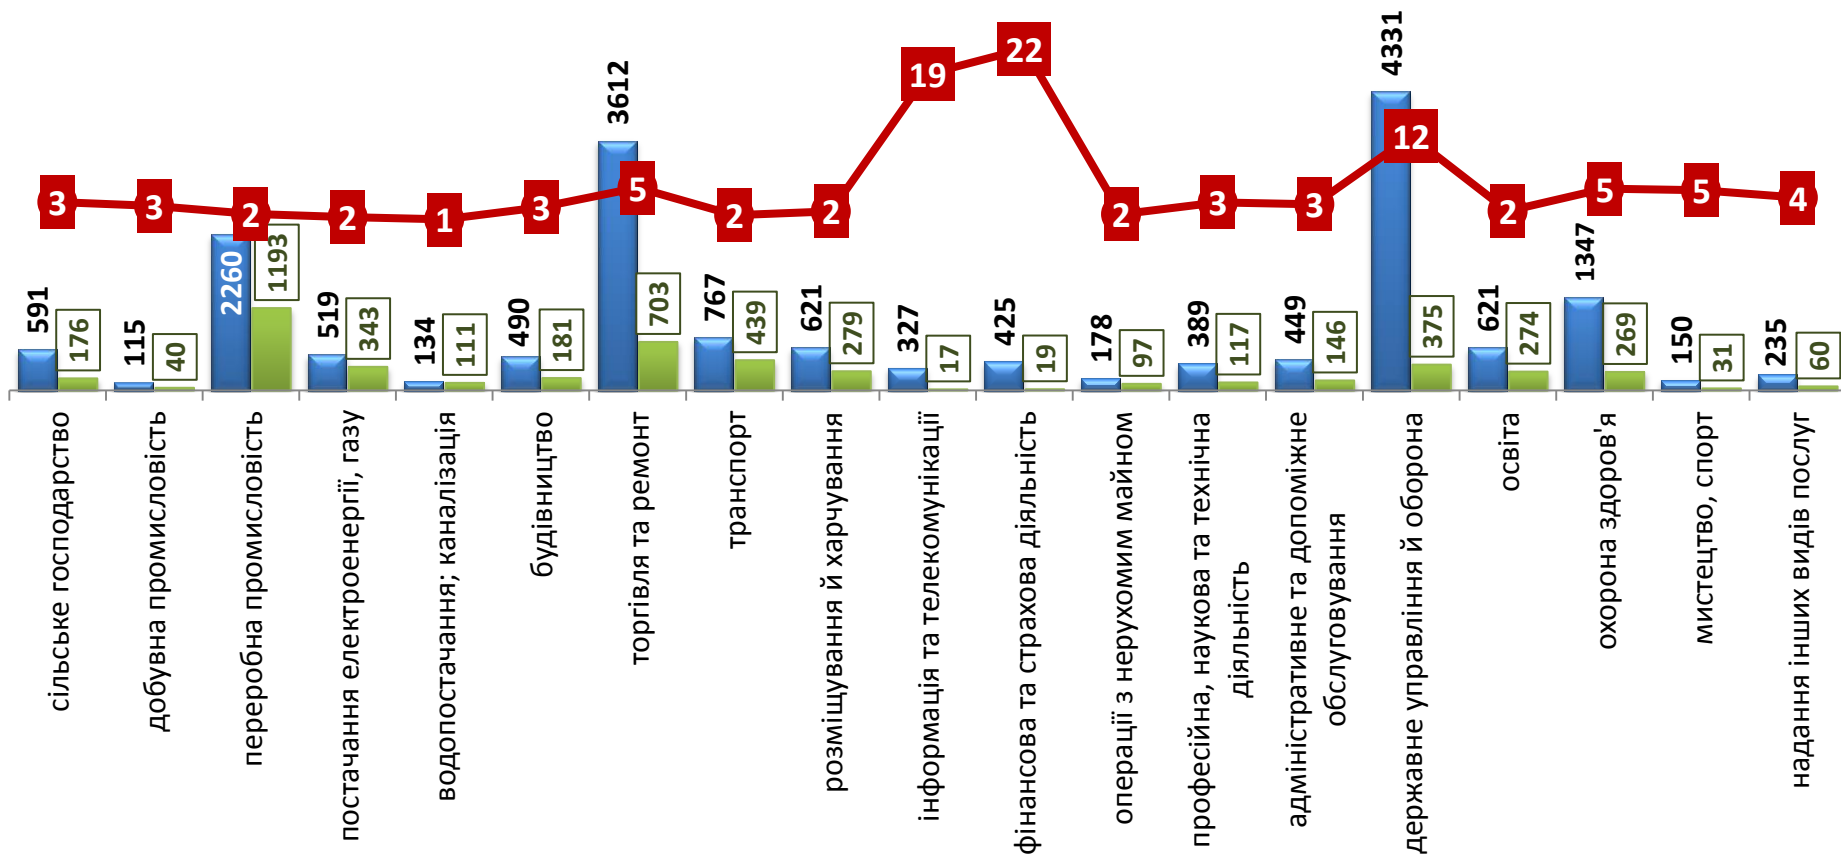 3
3
2
2
1
3
5
2
2
19
22
2
3
3
12
2
5
5
4
591
176
115
40
2260
1193
519
343
134
111
490
181
3612
703
767
439
621
279
327
17
425
19
178
97
389
117
449
146
4331
375
621
274
1347
269
150
31
235
60
сільське господарство
добувна промисловість
переробна промисловість
постачання електроенергії, газу
водопостачання; каналізація
будівництво
торгівля та ремонт
транспорт
розміщування й харчування
інформація та телекомунікації
фінансова та страхова діяльність
операції з нерухомим майном
професійна, наукова та технічна
діяльність
адміністративне та допоміжне
обслуговування
державне управління й оборона
освіта
охорона здоров'я
мистецтво, спорт
надання інших видів послуг